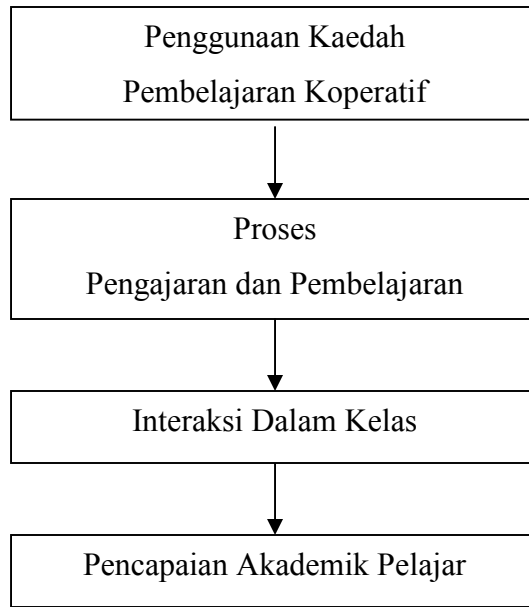 Penggunaan Kaedah
Pembelajaran Koperatif
Proses
Pengajaran dan Pembelajaran
Interaksi Dalam Kelas
Pencapaian Akademik Pelajar